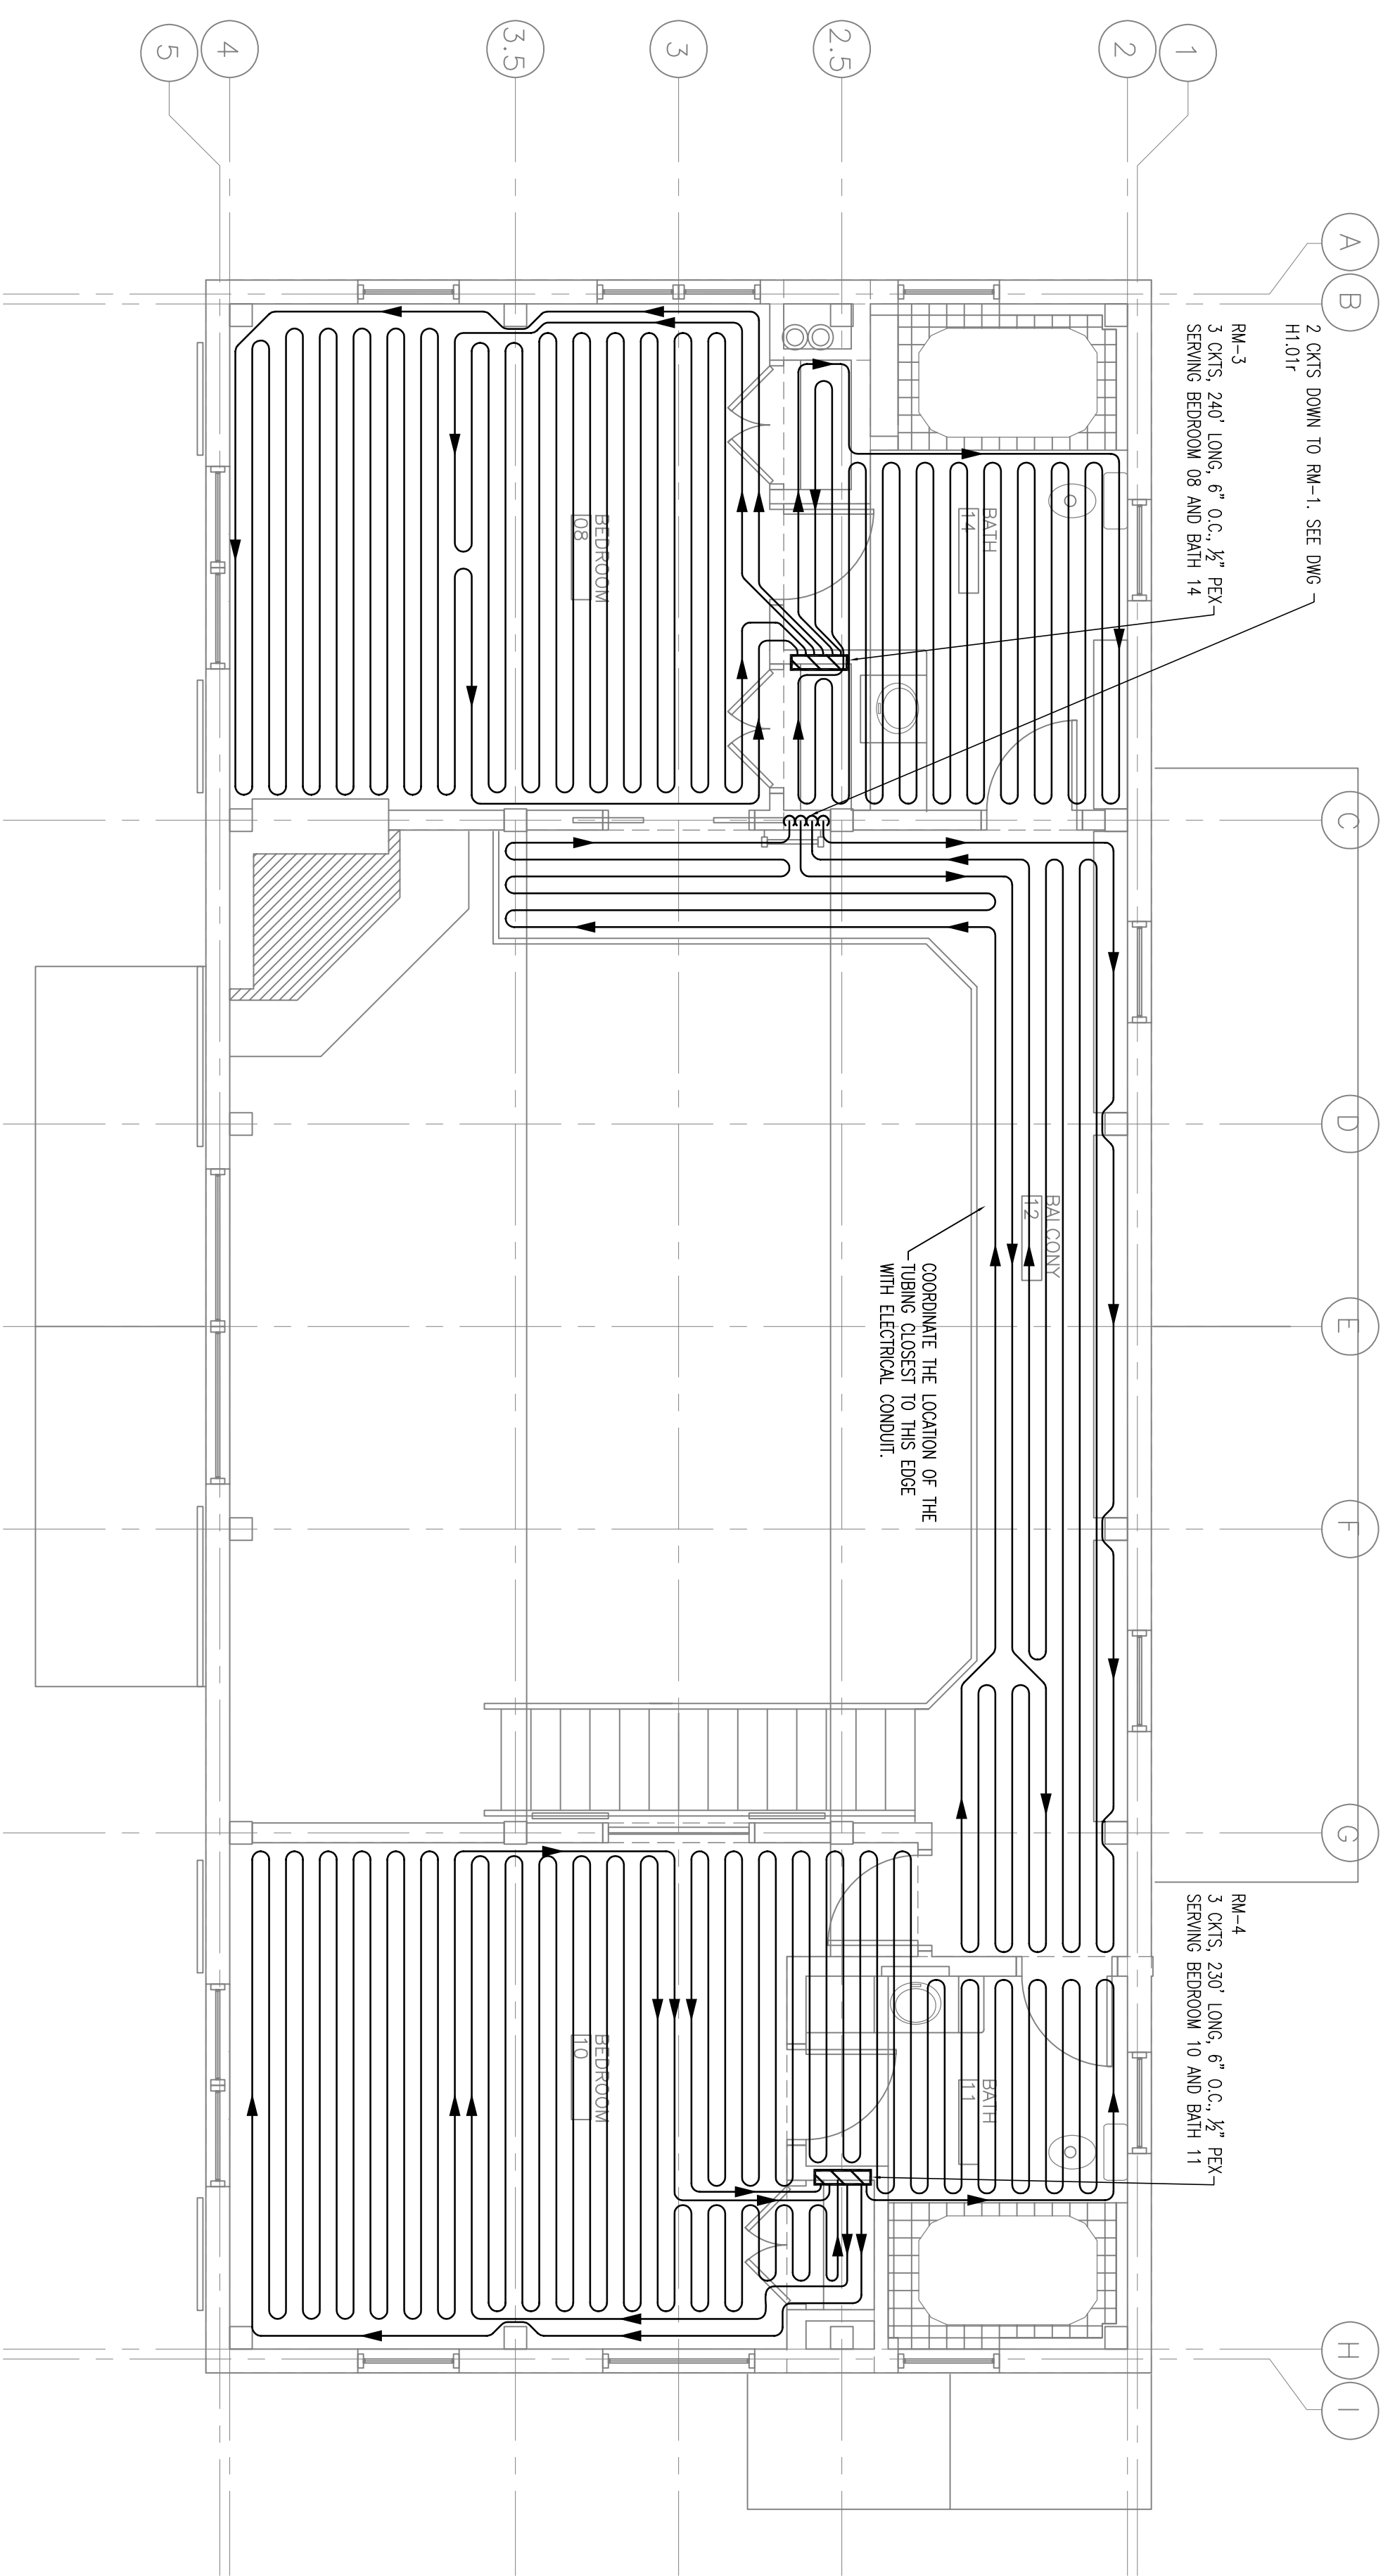 A
B
C
D
E
F
G
H
I
1
2
2.5
3
3.5
4
5
2 CKTS DOWN TO RM-1. SEE DWG
H1.01r
RM-3
3 CKTS, 240' LONG, 6" O.C., ½" PEX
SERVING BEDROOM 08 AND BATH 14
RM-4
3 CKTS, 230' LONG, 6" O.C., ½" PEX
SERVING BEDROOM 10 AND BATH 11
BATH
14
BALCONY
12
BATH
11
COORDINATE THE LOCATION OF THE
TUBING CLOSEST TO THIS EDGE
WITH ELECTRICAL CONDUIT.
BEDROOM
08
BEDROOM
10